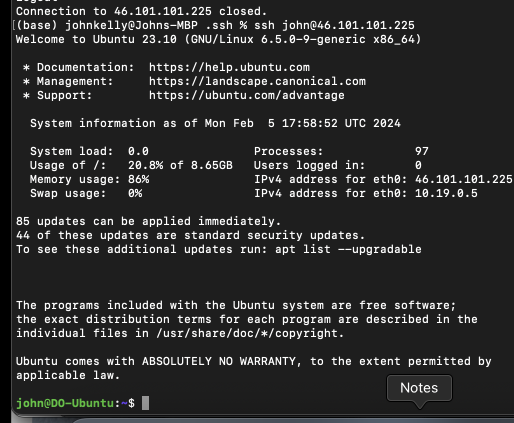 Connection to 46.101.101.225 closed.
[(base) johnkelly@Johns-MBP .ssh % ssh john@46.101.101.225
Welcome to Ubuntu 23.10 (GNU/Linux 6.5.0-9-generic x86_64)
* Documentation:  https://help.ubuntu.com
* Management:     https://landscape.canonical.com
* Support:        https://ubuntu.com/advantage
System information as of Mon Feb  5 17:58:52 UTC 2024
System load:  0.0               Processes:             97
Usage of /:   20.8% of 8.65GB   Users logged in:       0
Memory usage: 86%               IPv4 address for eth0: 46.101.101.225
Swap usage:   0%                IPv4 address for eth0: 10.19.0.5
85 updates can be applied immediately.
44 of these updates are standard security updates.
To see these additional updates run: apt list --upgradable
The programs included with the Ubuntu system are free software;
the exact distribution terms for each program are described in the
individual files in /usr/share/doc/*/copyright.
Ubuntu comes with ABSOLUTELY NO WARRANTY, to the extent permitted by
applicable law.
Notes
john@DO-Ubuntu:~$